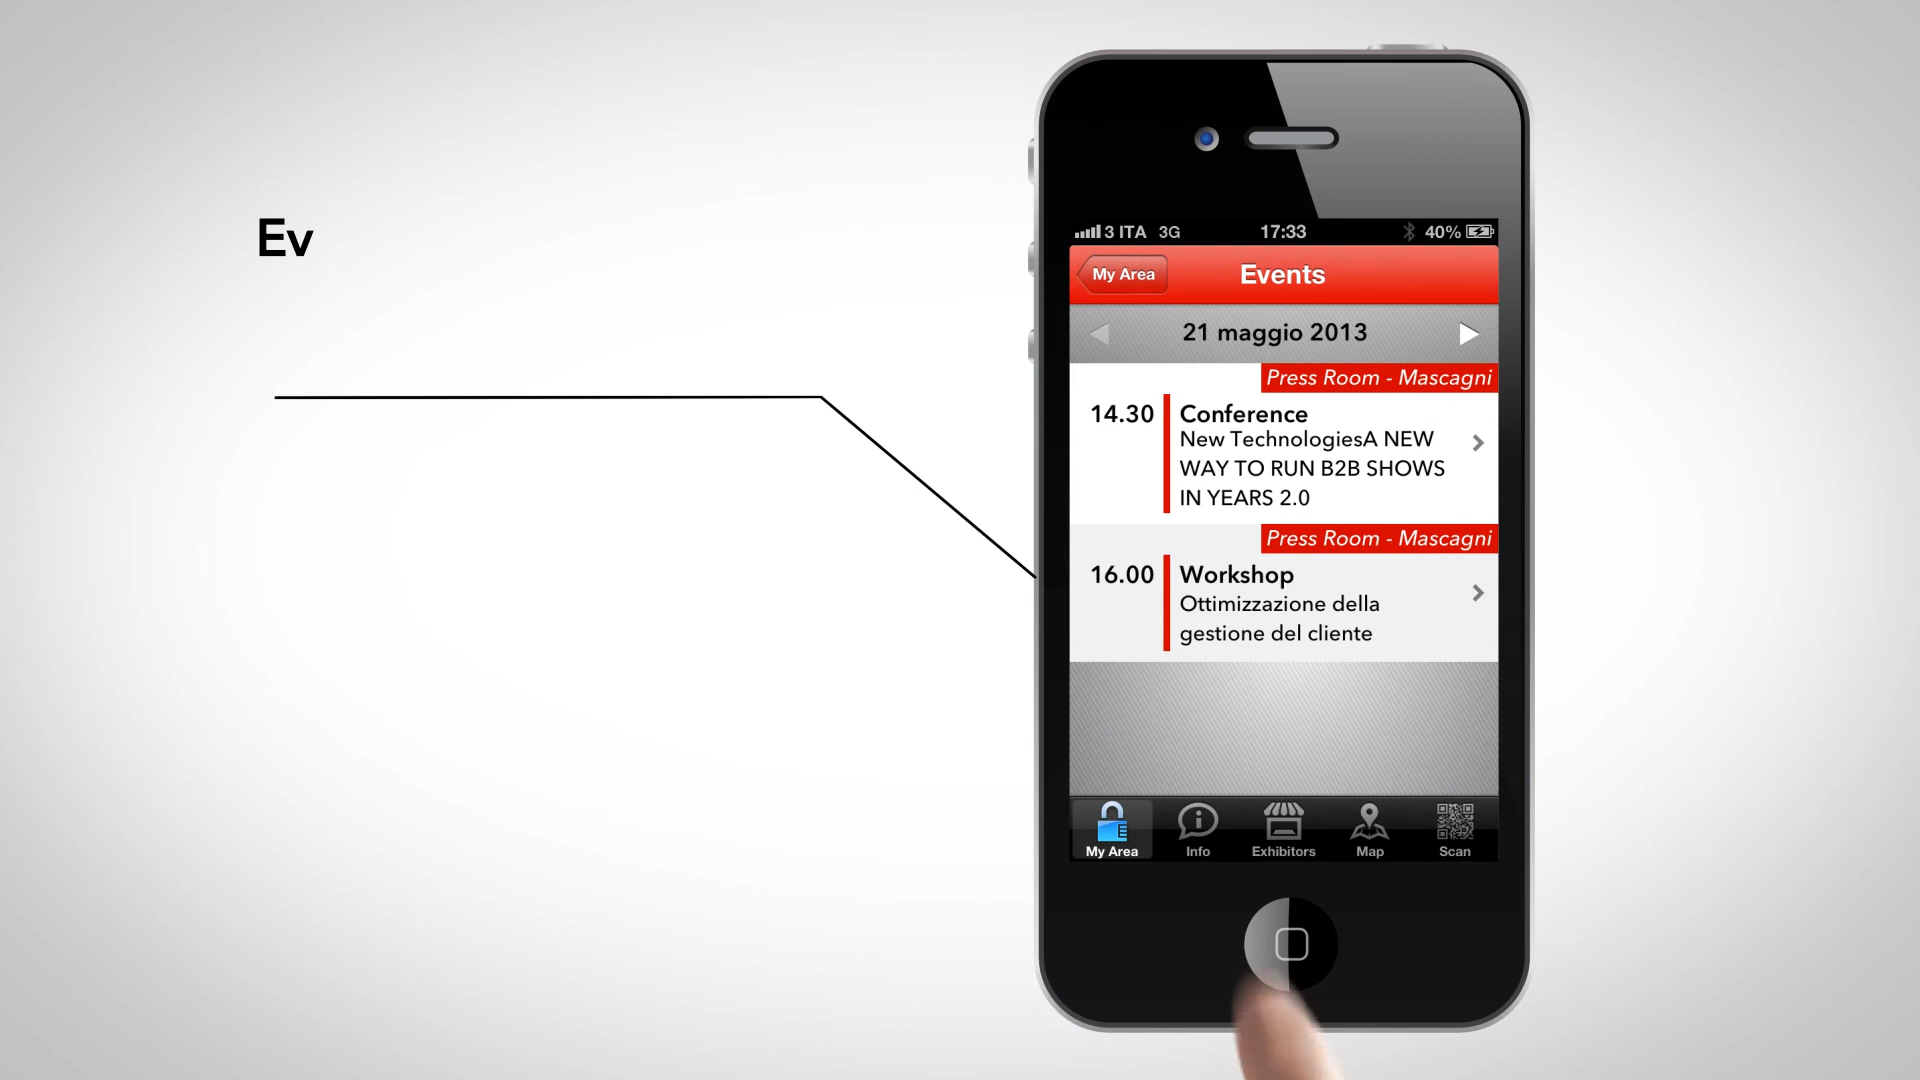 Ev
3 ITA 3G 17:33 40%
My Area
Events
21 maggio 2013
Press Room - Mascagni
14.30
Conference
New TechnologiesA NEW
WAY TO RUN B2B SHOWS
IN YEARS 2.0
Press Room - Mascagni
16.00
Workshop
Ottimizzazione della
gestione del cliente
My Area
Info
Exhibitors
Map
Scan